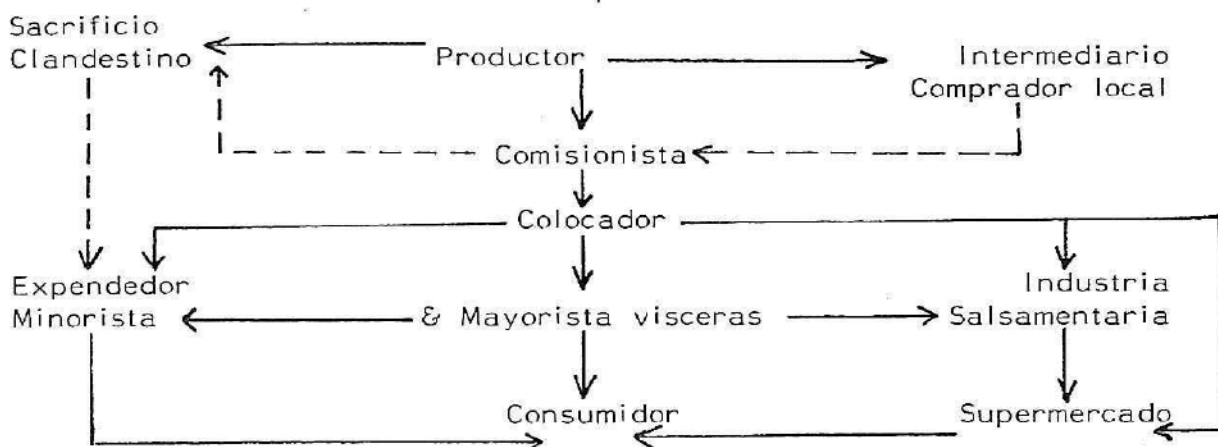 Sacrificio
Clandestino
Productor
Intermediario
Comprador local
Comisionista
Colocador
Expendedor
Minorista
& Mayorista visceras
Industria
Salsamentaria
Consumidor
Supermercado